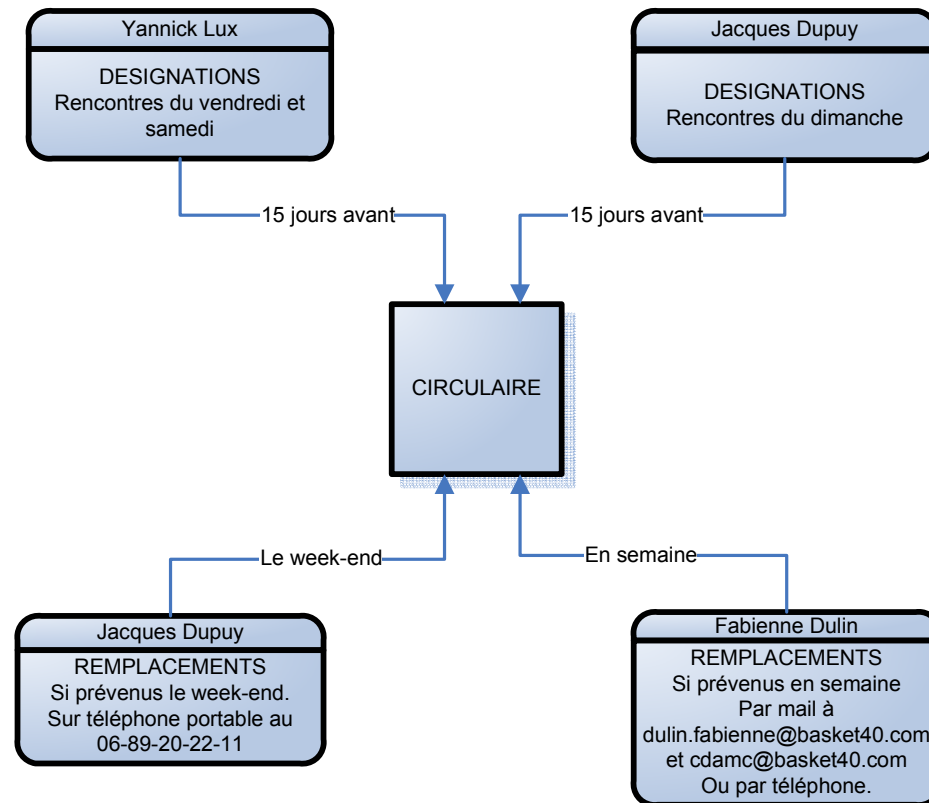 Yannick Lux
DESIGNATIONS
Rencontres du vendredi et
samedi
Jacques Dupuy
DESIGNATIONS
Rencontres du dimanche
15 jours avant
15 jours avant
CIRCULAIRE
Le week-end
En semaine
Jacques Dupuy
REMPLACEMENTS
Si prévenus le week-end.
Sur téléphone portable au
06-89-20-22-11
Fabienne Dulin
REMPLACEMENTS
Si prévenus en semaine
Par mail à
dulin.fabienne@basket40.com
et cdamc@basket40.com
Ou par téléphone.